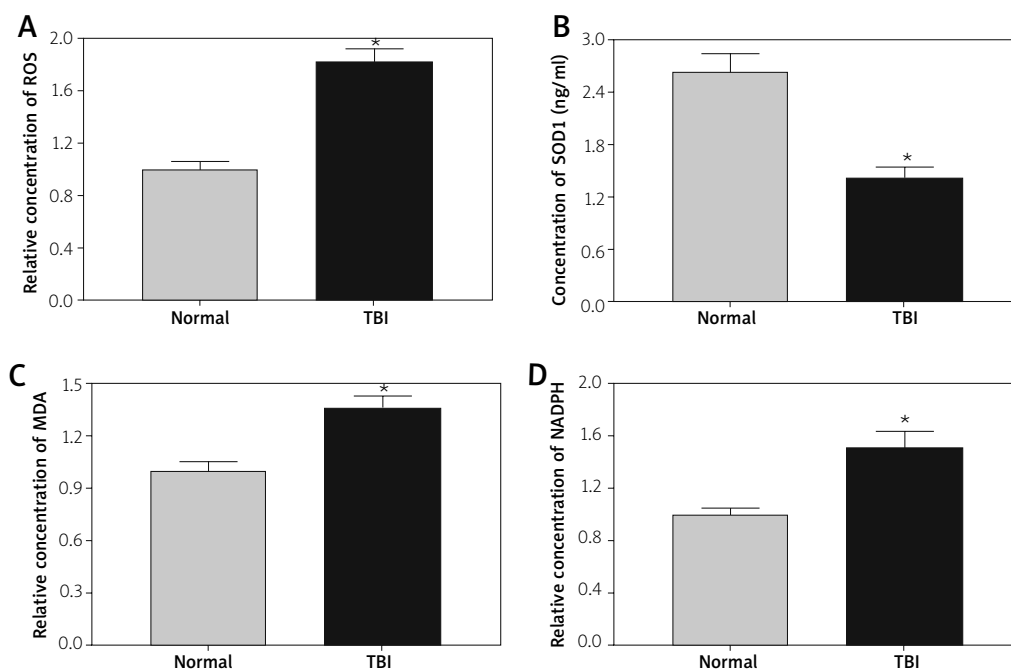 A
Relative concentration of ROS
2.0
1.6
1.2
0.8
0.4
0.0
*
Normal TBI
B
Concentration of SOD1 (ng/ml)
3.0
2.4
1.8
1.2
0.6
0.0
*
Normal TBI
C
Relative concentration of MDA
1.5
1.2
0.9
0.6
0.3
0.0
*
Normal TBI
D
Relative concentration of NADPH
2.0
1.6
1.2
0.8
0.4
0.0
*
Normal TBI